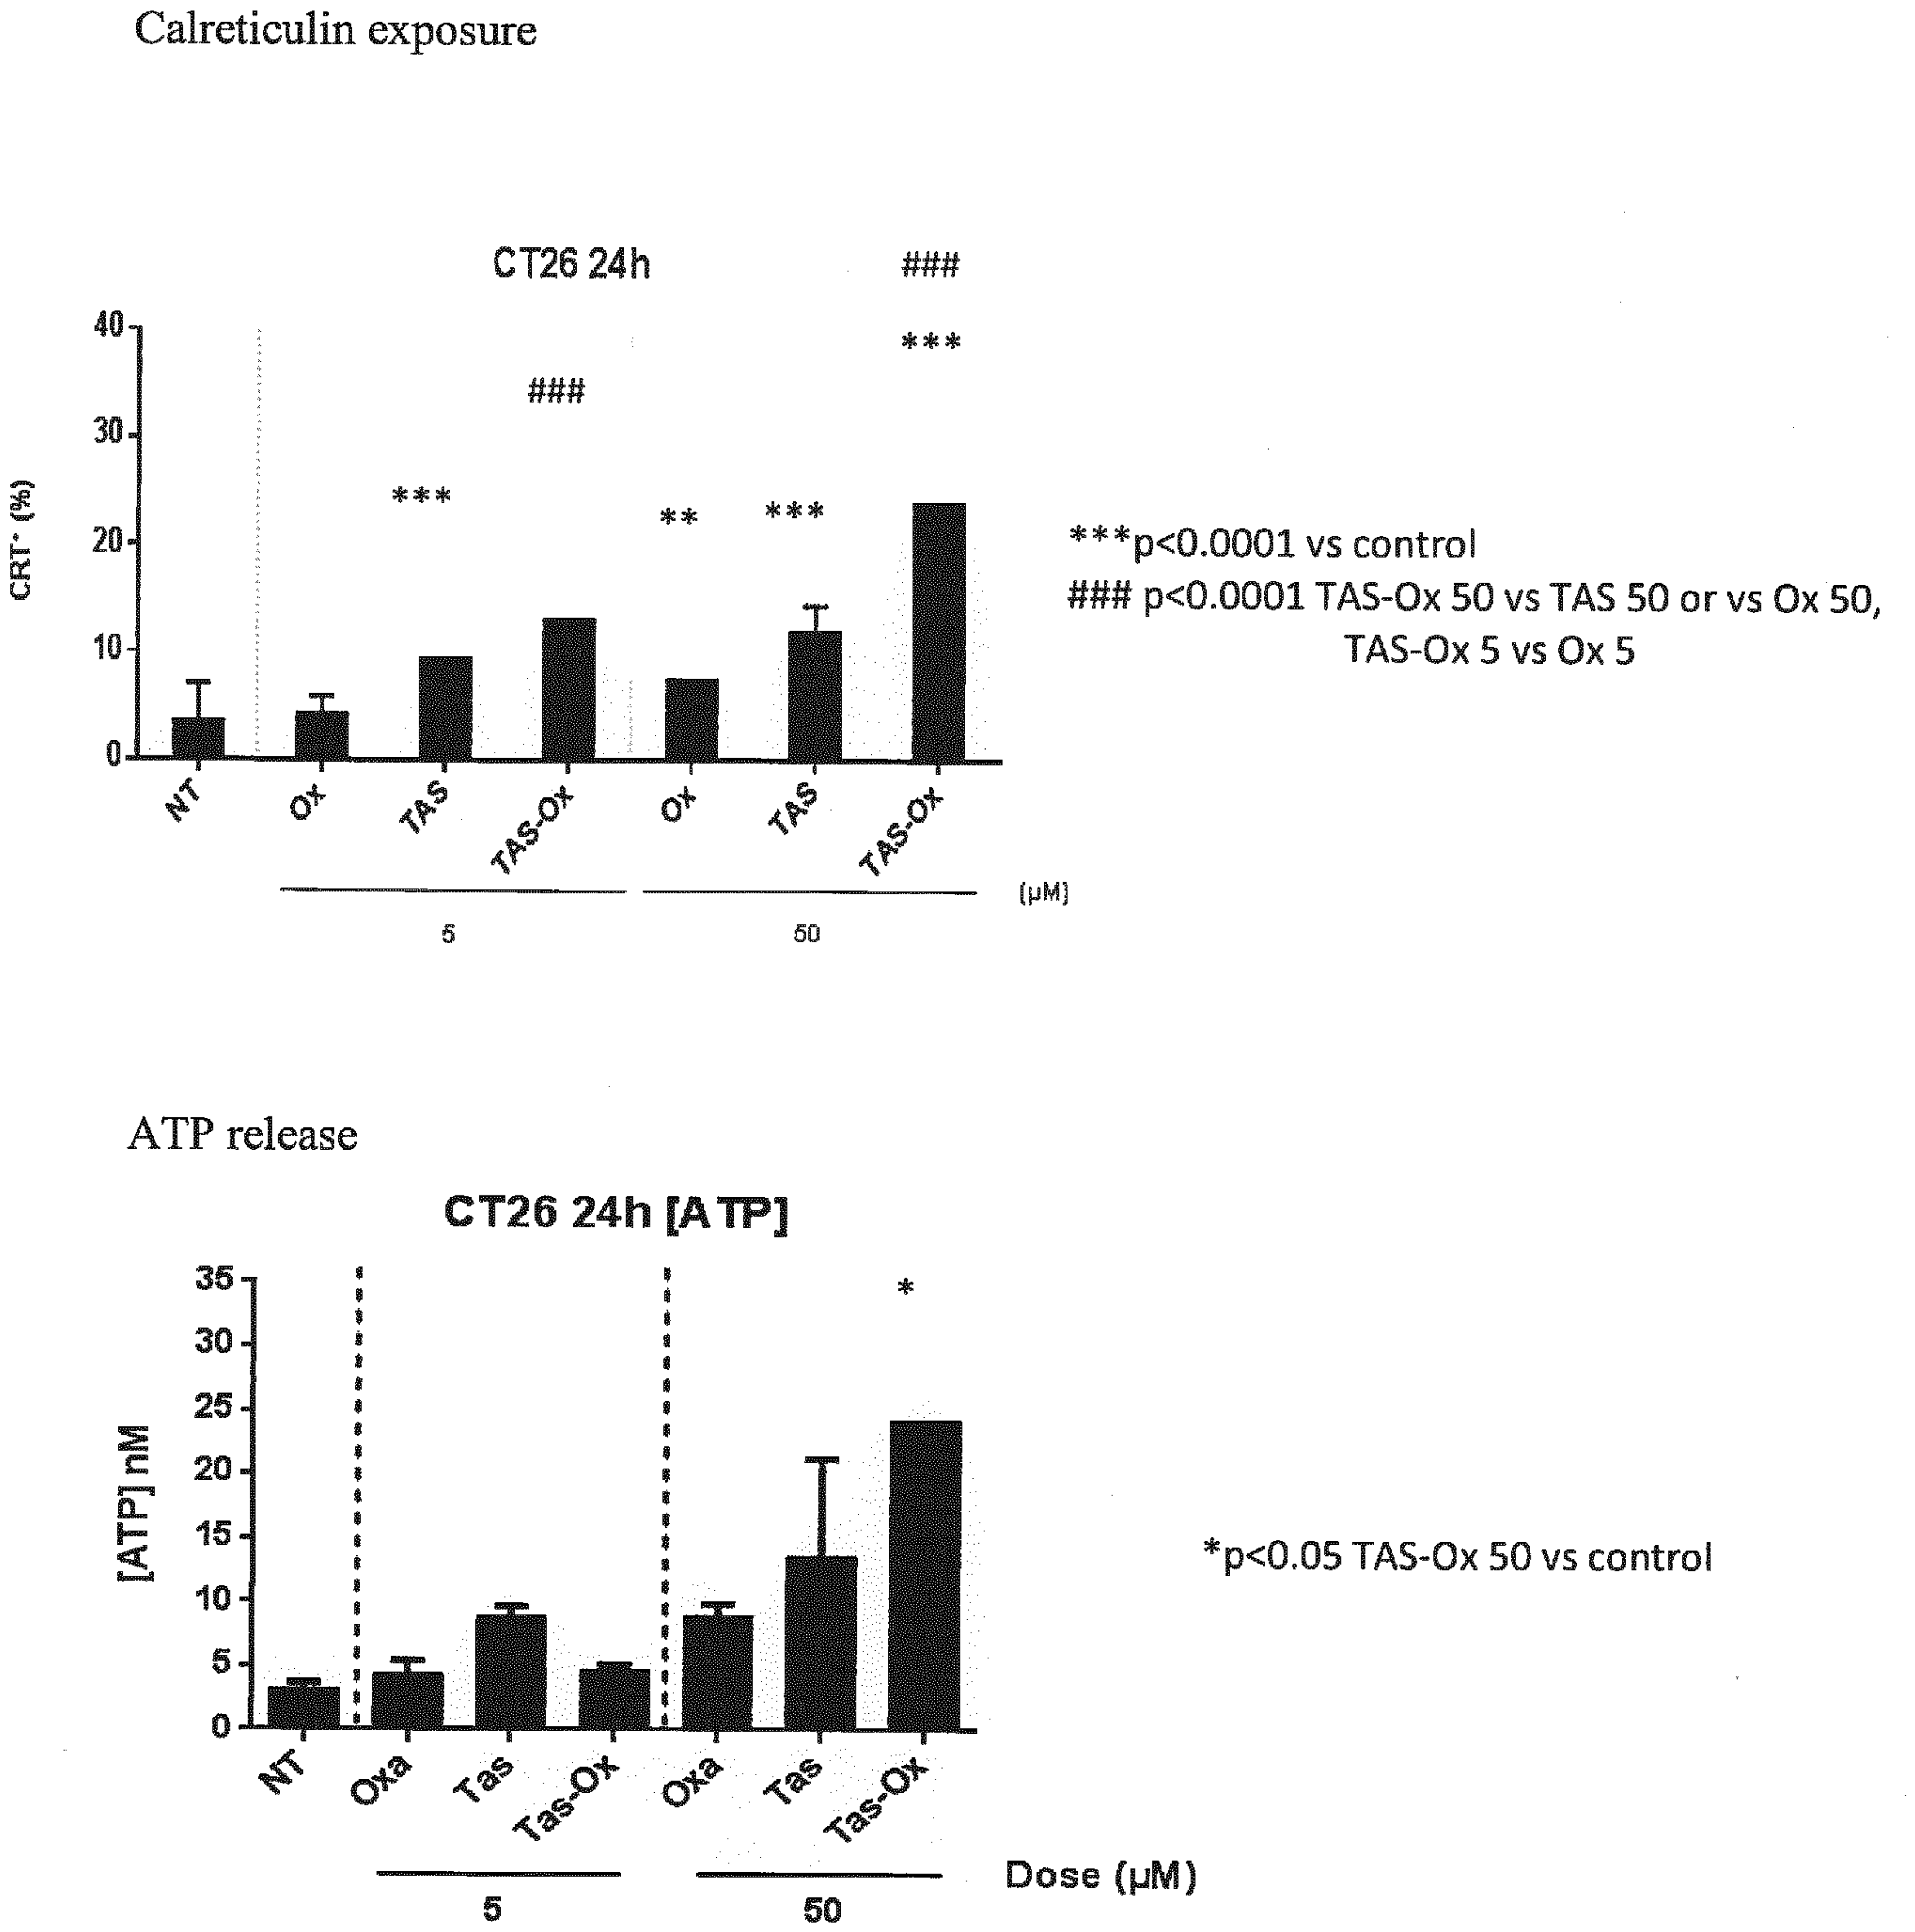 Calreticulin exposure
CT26 24h
###
***
###
***
**
***
40
30
20
10
0
CRT+ (%)
NT
Ox
TAS
TAS-Ox
Ox
TAS
TAS-Ox
5
50
[µM]
***p<0.0001 vs control
### p<0.0001 TAS-Ox 50 vs TAS 50 or vs Ox 50,
TAS-Ox 5 vs Ox 5
ATP release
CT26 24h [ATP]
*
35
30
25
20
15
10
5
0
[ATP] nM
NT
Oxa
Tas
Tas-Ox
Oxa
Tas
Tas-Ox
5
50
Dose (µM)
*p<0.05 TAS-Ox 50 vs control